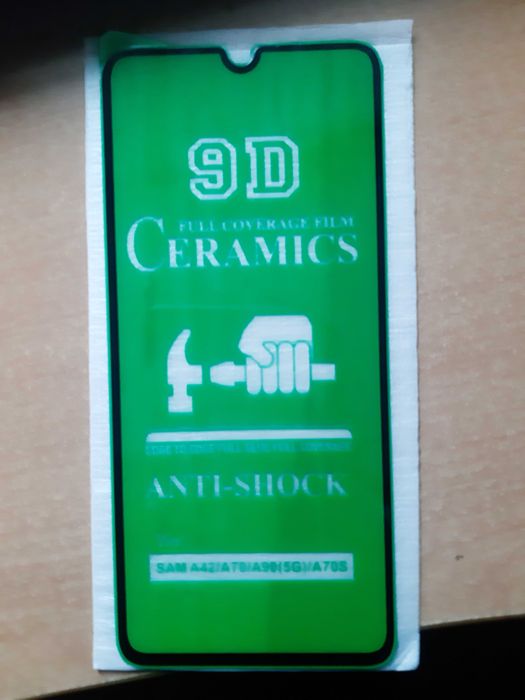 9D
FULL COVERAGE FILM
CERAMICS
ANTI-SHOCK
SAM A42/A70/A90(5G)/A70S